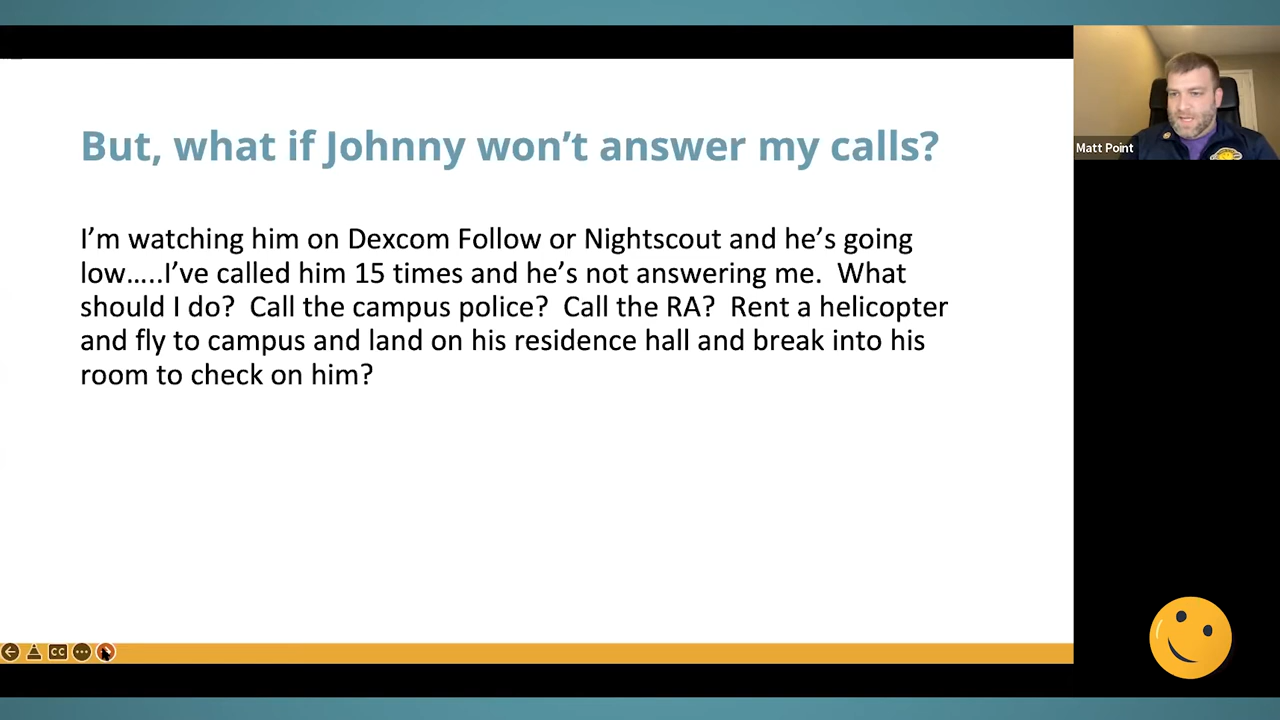 But, what if Johnny won't answer my calls?
I'm watching him on Dexcom Follow or Nightscout and he's going
low…..I've called him 15 times and he's not answering me.  What
should I do?  Call the campus police?  Call the RA?  Rent a helicopter
and fly to campus and land on his residence hall and break into his
room to check on him?
Matt Point
CC